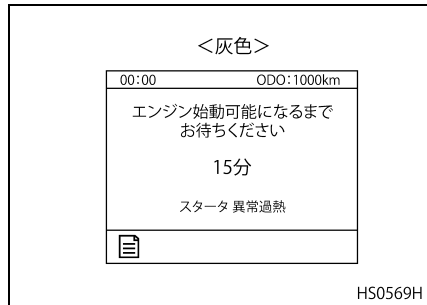 ＜灰色＞
00:00 ODO:1000km
エンジン始動可能になるまで
お待ちください
15分
スタータ 異常過熱
HS0569H